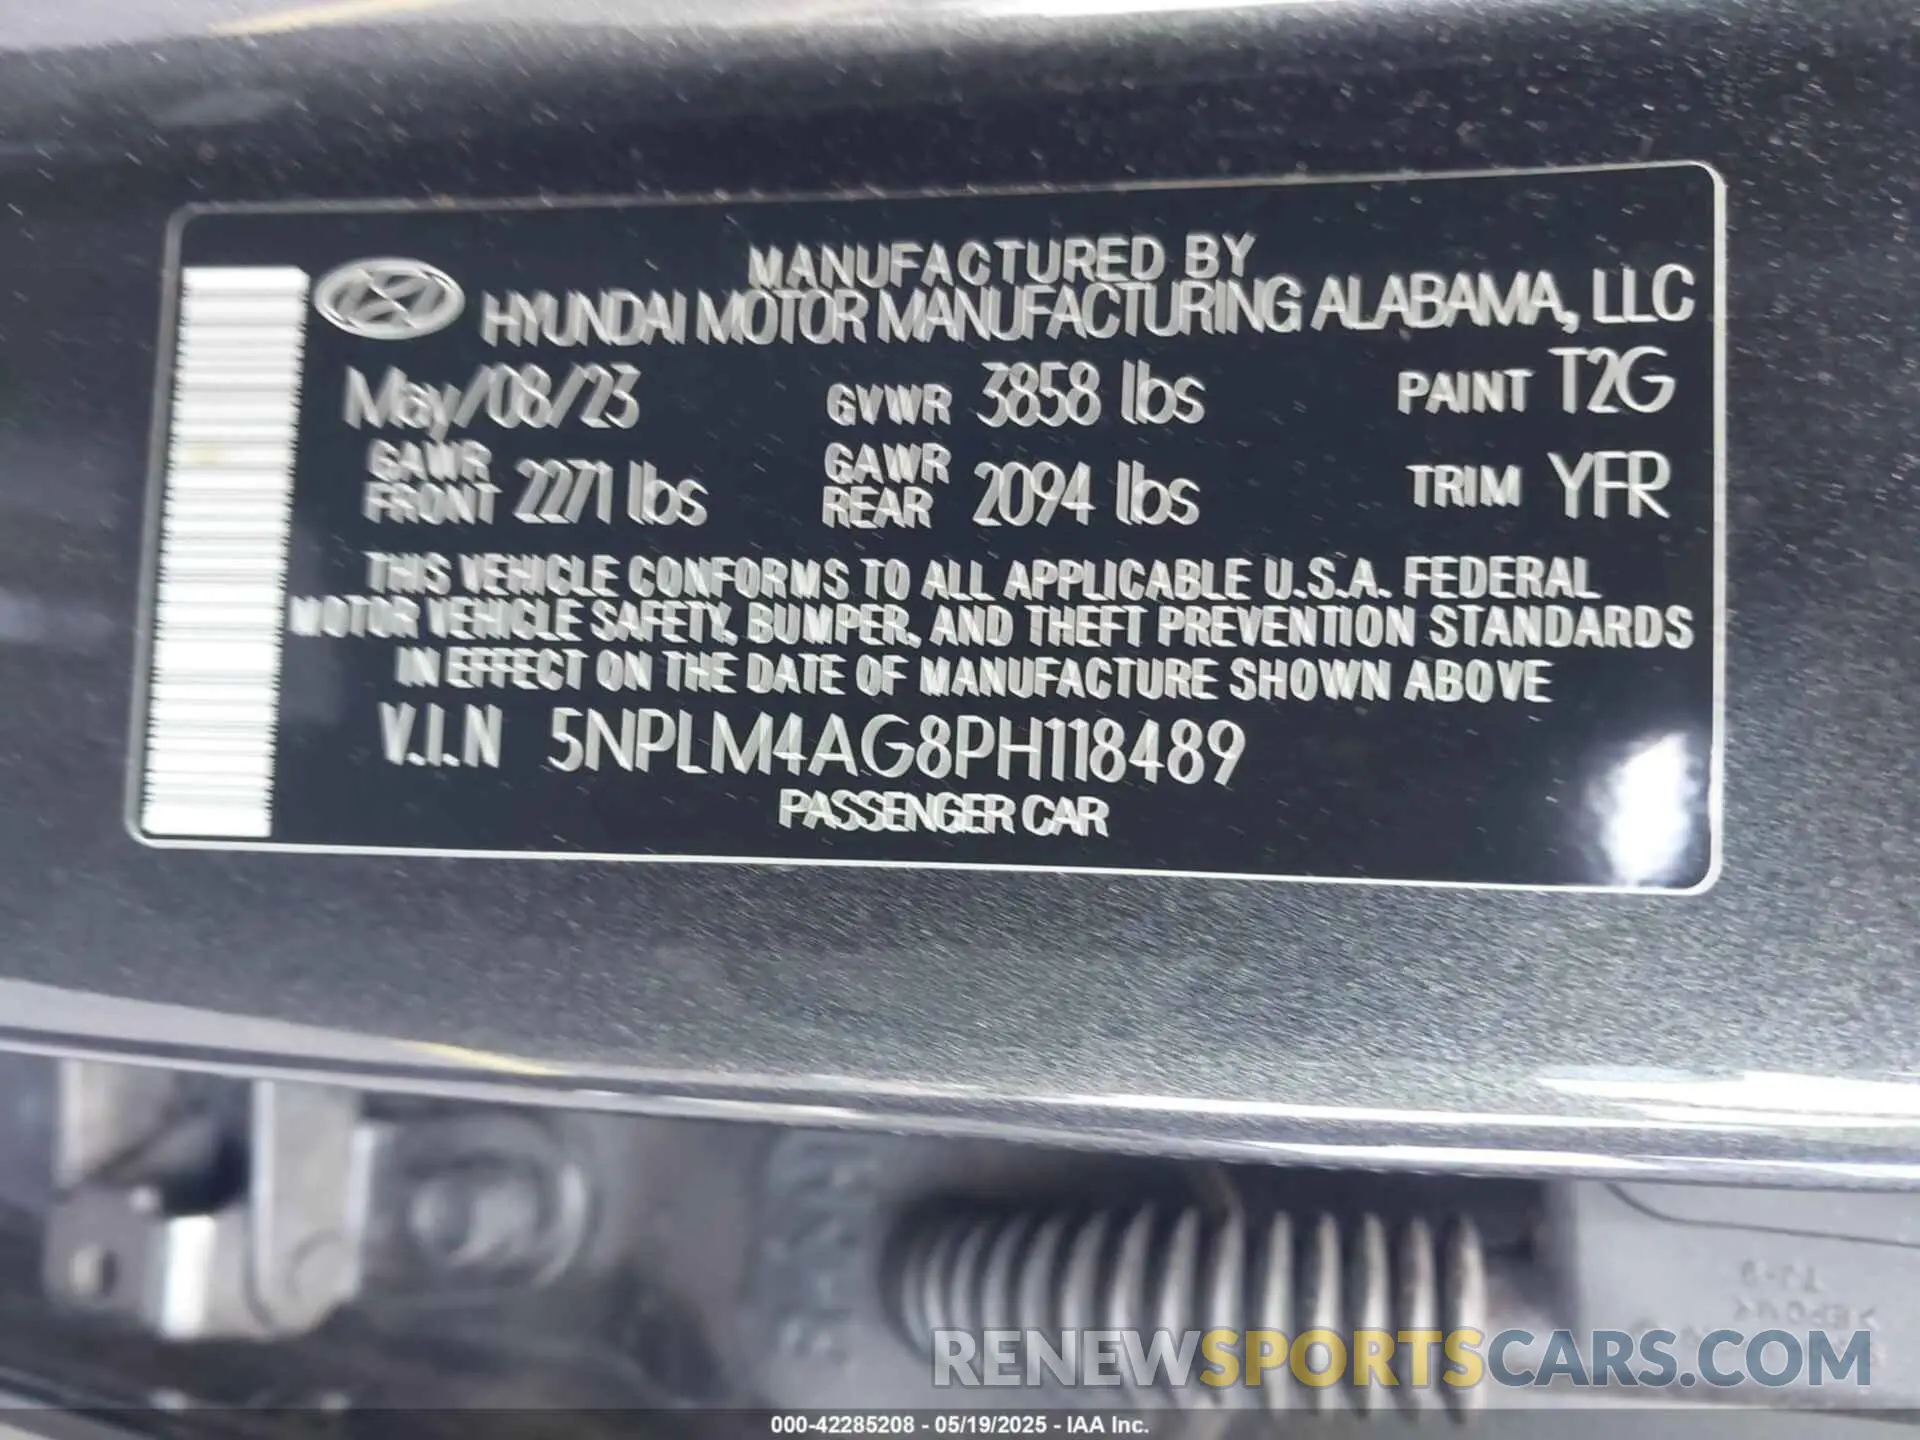 MANUFACTURED BY
HYUNDAI MOTOR MANUFACTURING ALABAMA, LLC
May/08/23 GVWR 3858 lbs PAINT T2G
GAWR FRONT 2271 lbs GAWR REAR 2094 lbs TRIM YFR
THIS VEHICLE CONFORMS TO ALL APPLICABLE U.S.A. FEDERAL
MOTOR VEHICLE SAFETY, BUMPER, AND THEFT PREVENTION STANDARDS
IN EFFECT ON THE DATE OF MANUFACTURE SHOWN ABOVE
V.I.N 5NPLM4AG8PH118489
PASSENGER CAR
RENEWSPORTSCARS.COM
000-42285208 - 05/19/2025 - IAA Inc.